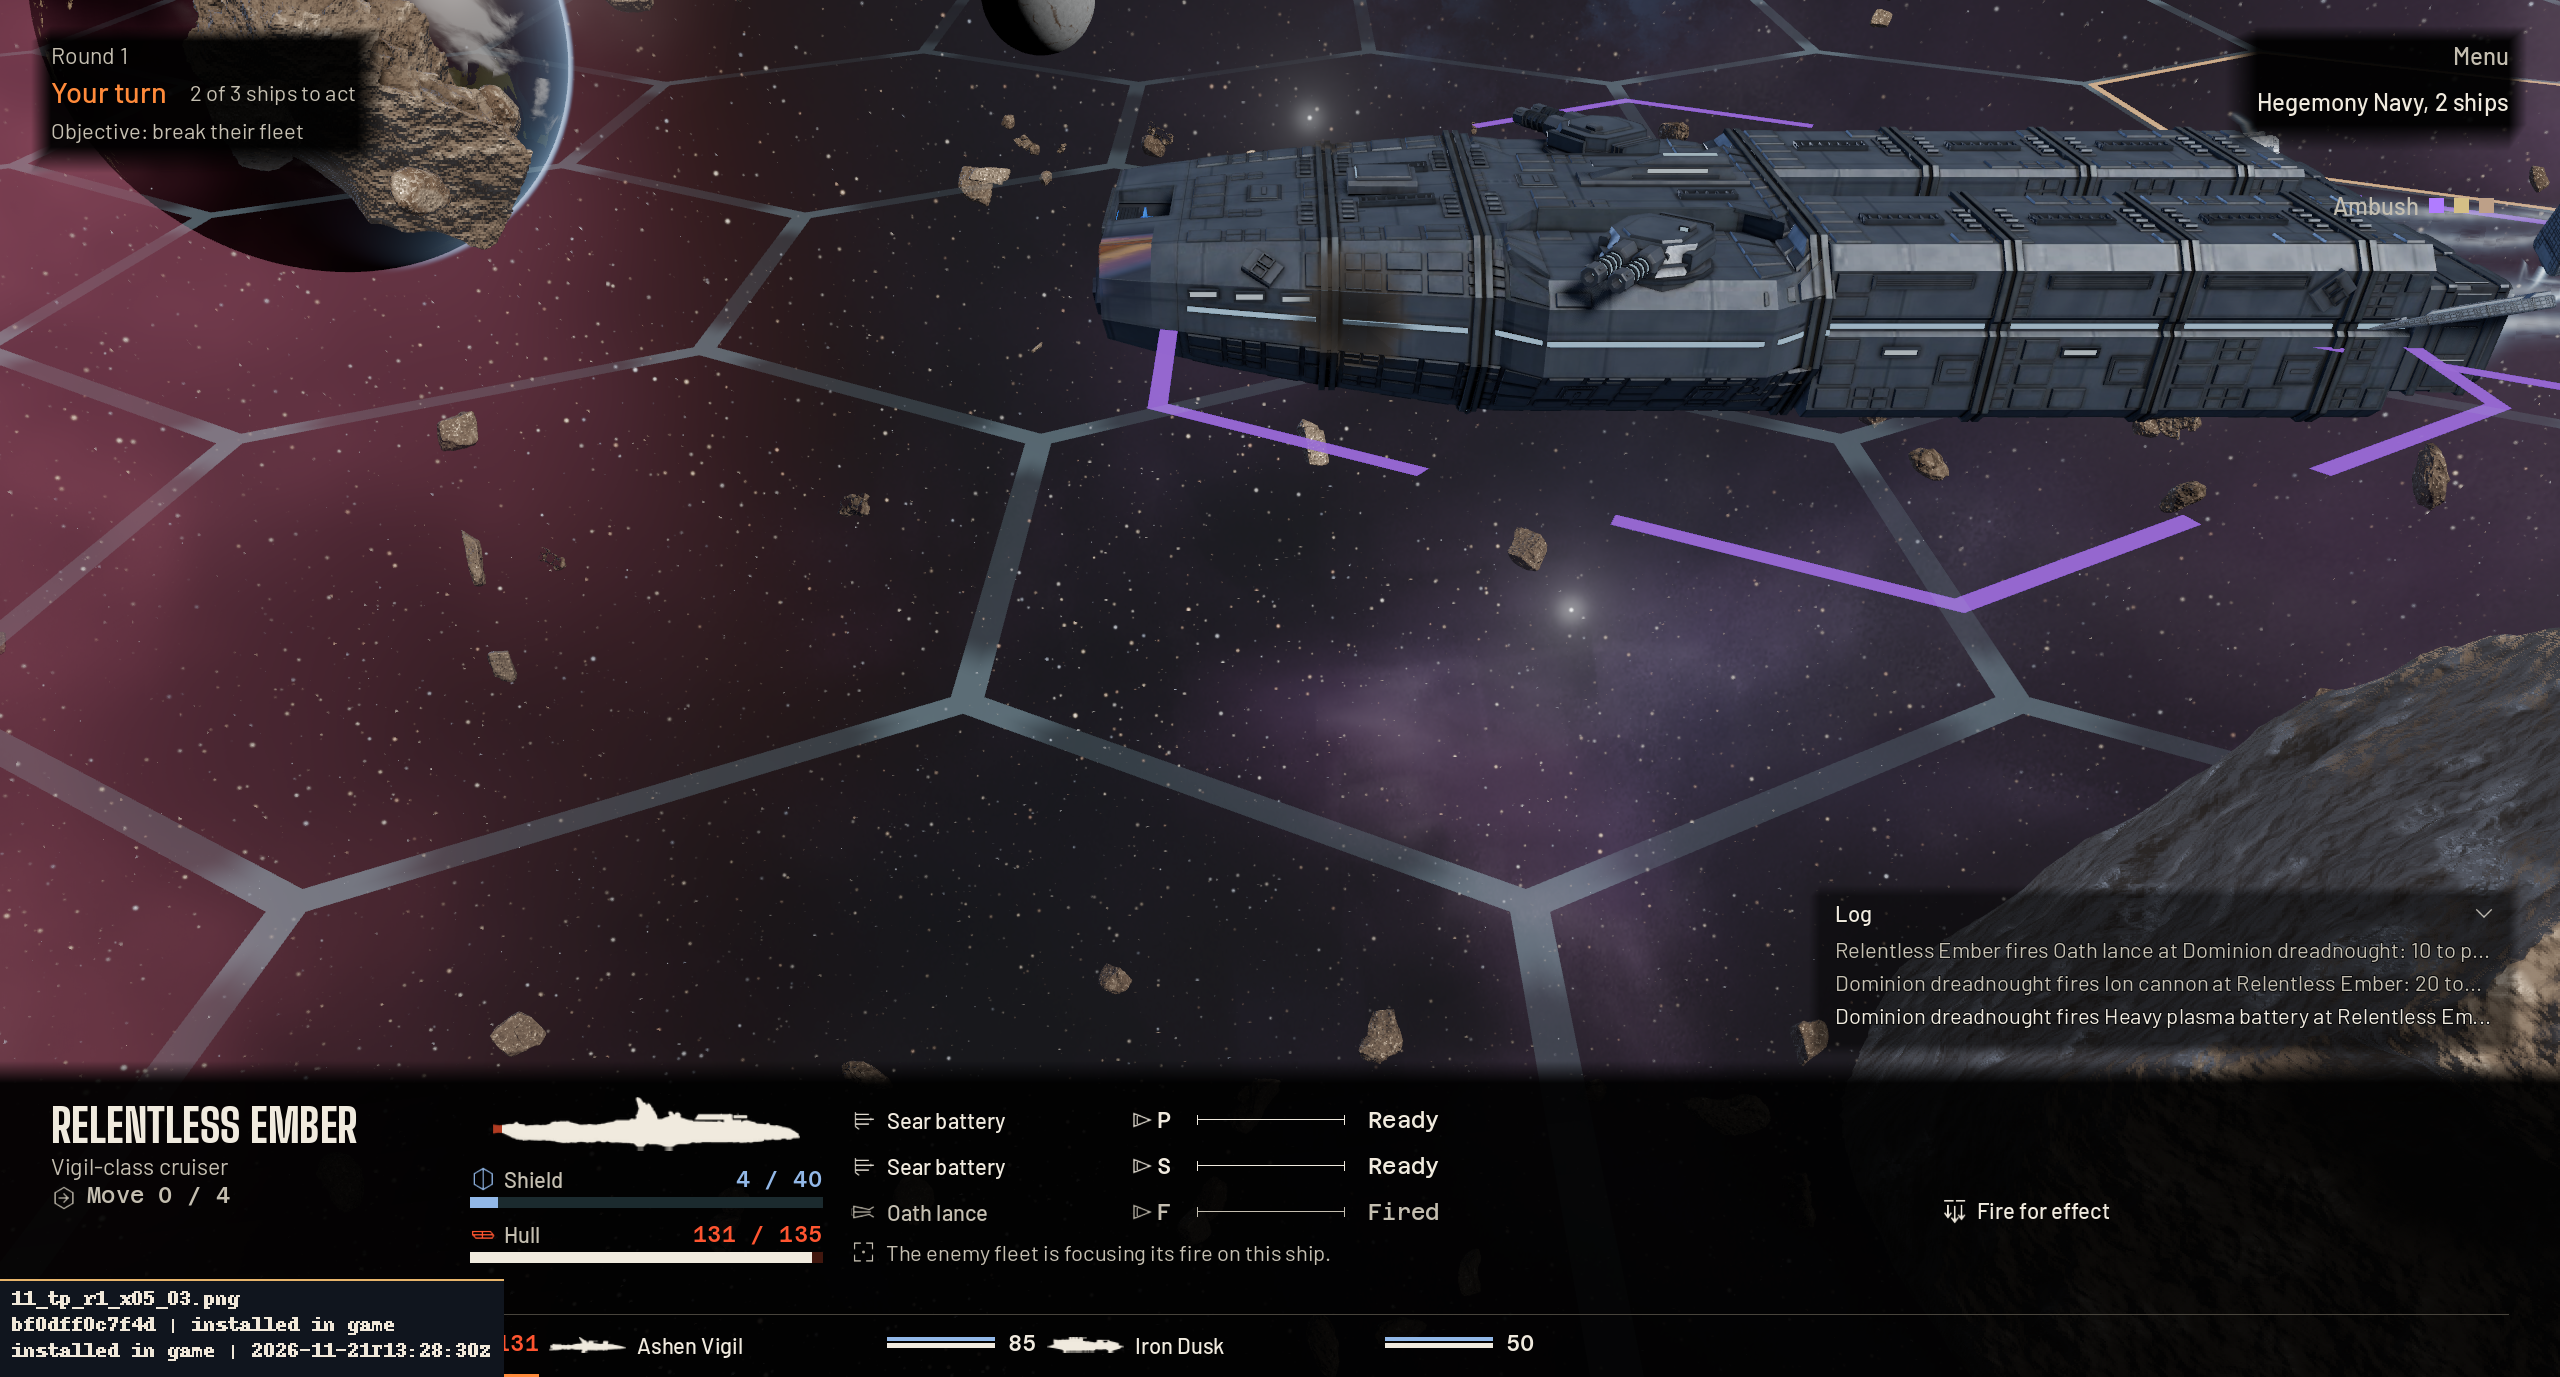 Round 1
Your turn 2 of 3 ships to act
Objective: break their fleet
Menu
Hegemony Navy, 2 ships
Ambush
Log
Relentless Ember fires Oath lance at Dominion dreadnought: 10 to p...
Dominion dreadnought fires Ion cannon at Relentless Ember: 20 to...
Dominion dreadnought fires Heavy plasma battery at Relentless Em...
RELENTLESS EMBER
Vigil-class cruiser
Move 0 / 4
Shield 4 / 40
Hull 131 / 135
Sear battery P Ready
Sear battery S Ready
Oath lance F Fired
The enemy fleet is focusing its fire on this ship.
Fire for effect
11_tp_r1_x05_03.png
bf0dff0c7f4d | installed in game
installed in game | 2026-11-21T13:28:30Z
131 Ashen Vigil 85 Iron Dusk 50